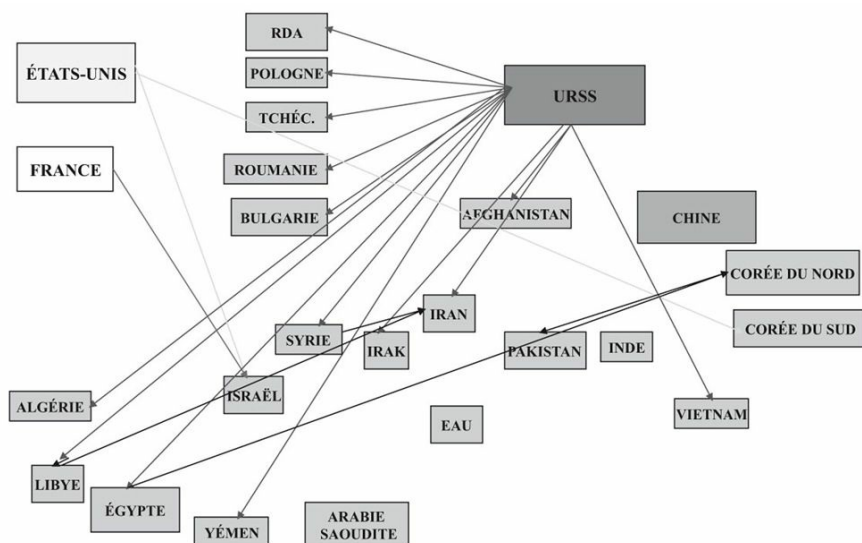 RDA
ÉTATS-UNIS
POLOGNE
URSS
TCHÉC.
FRANCE
ROUMANIE
BULGARIE
AFGHANISTAN
CHINE
CORÉE DU NORD
IRAN
SYRIE
IRAK
PAKISTAN
INDE
CORÉE DU SUD
ALGÉRIE
ISRAËL
EAU
VIETNAM
LIBYE
ÉGYPTE
YÉMEN
ARABIE
SAOUDITE